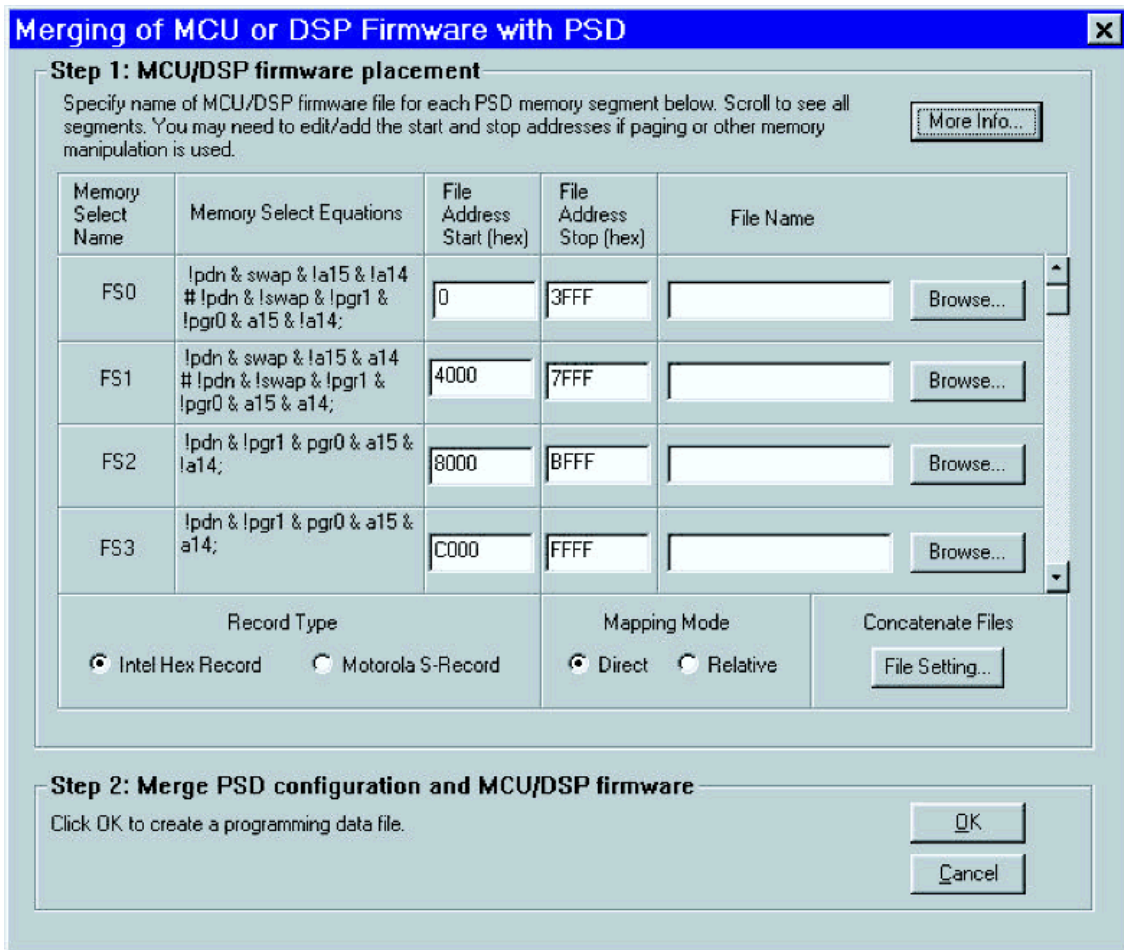 Merging of MCU or DSP Firmware with PSD
Step 1: MCU/DSP firmware placement
Specify name of MCU/DSP firmware file for each PSD memory segment below. Scroll to see all
segments. You may need to edit/add the start and stop addresses if paging or other memory
manipulation is used.
More Info...
Memory
Select
Name
Memory Select Equations
File
Address
Start (hex)
File
Address
Stop (hex)
File Name
FS0
!pdn & swap & !a15 & !a14
# !pdn & !swap & !pgr1 &
!pgr0 & a15 & !a14;
0
3FFF
Browse...
FS1
!pdn & swap & !a15 & a14
# !pdn & !swap & !pgr1 &
!pgr0 & a15 & a14;
4000
7FFF
Browse...
FS2
!pdn & !pgr1 & pgr0 & a15 &
!a14;
8000
BFFF
Browse...
FS3
!pdn & !pgr1 & pgr0 & a15 &
a14;
C000
FFFF
Browse...
Record Type
Intel Hex Record
Motorola S-Record
Mapping Mode
Direct
Relative
Concatenate Files
File Setting...
Step 2: Merge PSD configuration and MCU/DSP firmware
Click OK to create a programming data file.
OK
Cancel